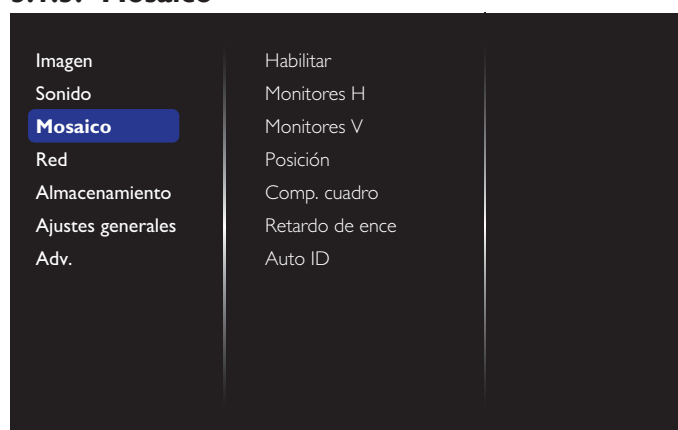 Imagen
Sonido
Mosaico
Red
Almacenamiento
Ajustes generales
Adv.
Habilitar
Monitores H
Monitores V
Posición
Comp. cuadro
Retardo de ence
Auto ID